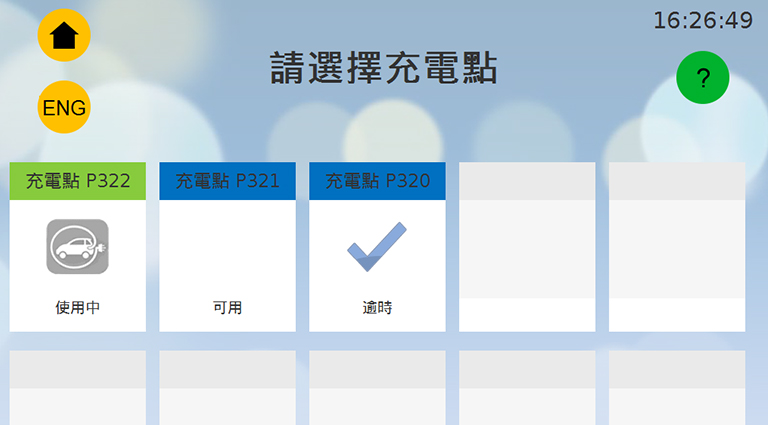 16:26:49
請選擇充電點
?
ENG
充電點 P322
充電點 P321
充電點 P320
使用中
可用
逾時